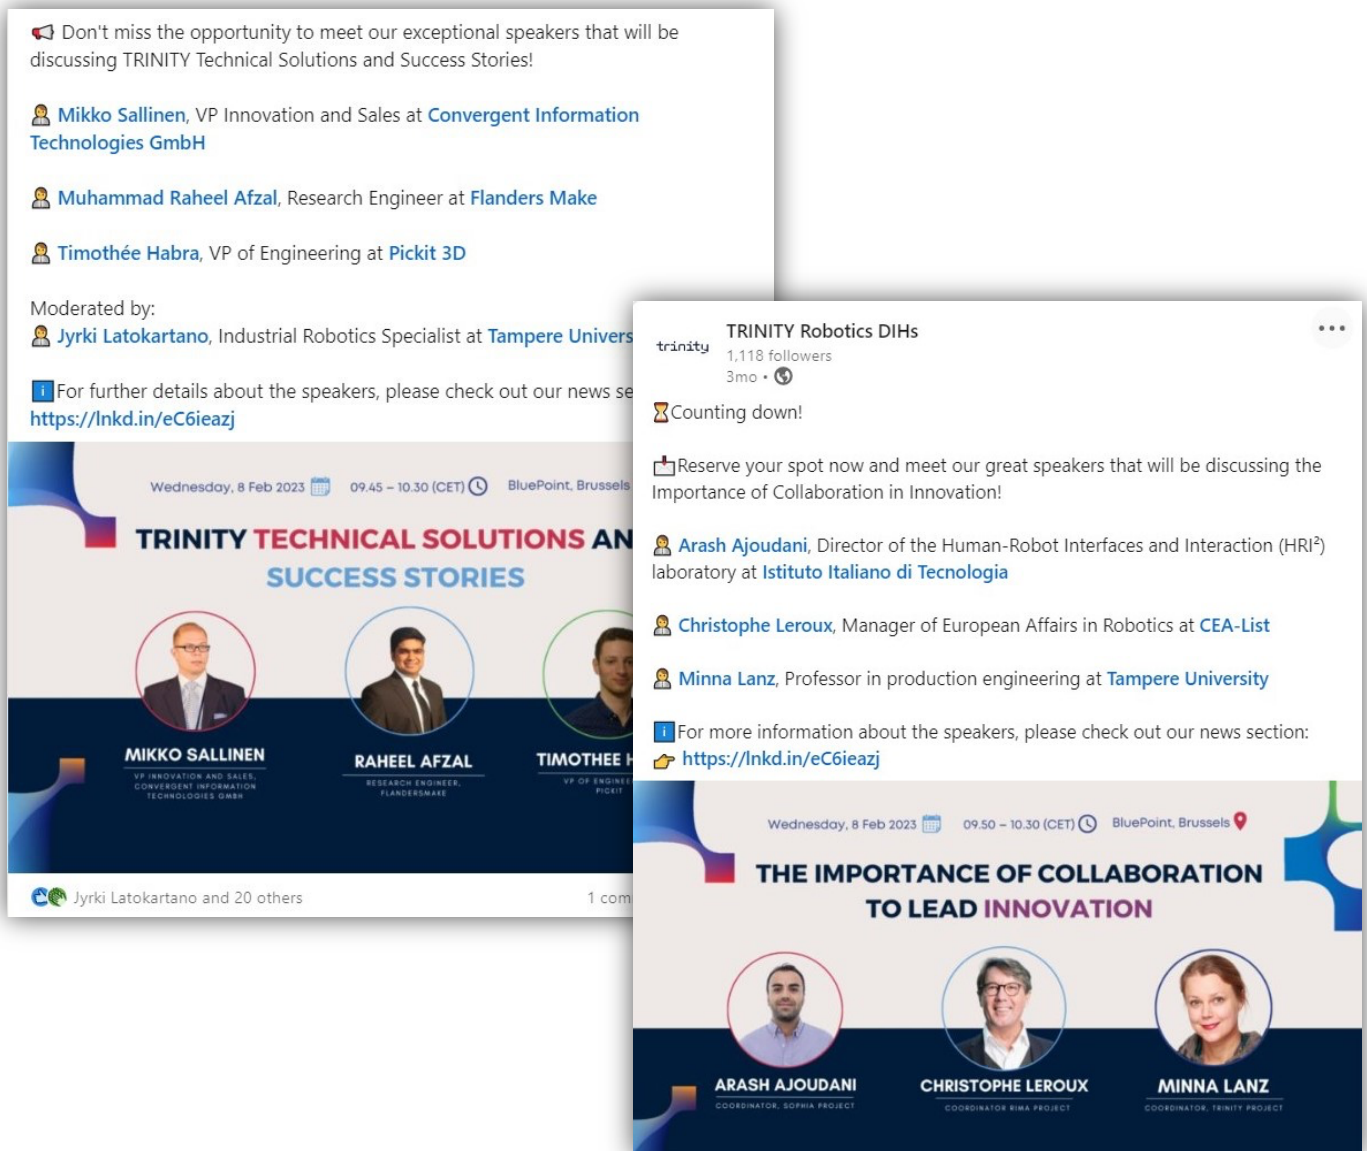 Don't miss the opportunity to meet our exceptional speakers that will be
discussing TRINITY Technical Solutions and Success Stories!
Mikko Sallinen, VP Innovation and Sales at Convergent Information
Technologies GmbH
Muhammad Raheel Afzal, Research Engineer at Flanders Make
Timothée Habra, VP of Engineering at Pickit 3D
Moderated by:
Jyrki Latokartano, Industrial Robotics Specialist at Tampere Univers
For further details about the speakers, please check out our news se
https://lnkd.in/eC6ieazj
Wednesday, 8 Feb 2023 09.45 – 10.30 (CET) BluePoint, Brussels
TRINITY TECHNICAL SOLUTIONS AN
SUCCESS STORIES
MIKKO SALLINEN
VP INNOVATION AND SALES,
CONVERGENT INFORMATION
TECHNOLOGIES GMBH
RAHEEL AFZAL
RESEARCH ENGINEER,
FLANDERSMAKE
TIMOTHEE H
VP OF ENGINEE
PICKIT
Jyrki Latokartano and 20 others
1 com
trinity
TRINITY Robotics DIHs
1,118 followers
3mo •
Counting down!
Reserve your spot now and meet our great speakers that will be discussing the
Importance of Collaboration in Innovation!
Arash Ajoudani, Director of the Human-Robot Interfaces and Interaction (HRI²)
laboratory at Istituto Italiano di Tecnologia
Christophe Leroux, Manager of European Affairs in Robotics at CEA-List
Minna Lanz, Professor in production engineering at Tampere University
For more information about the speakers, please check out our news section:
https://lnkd.in/eC6ieazj
Wednesday, 8 Feb 2023 09.50 – 10.30 (CET) BluePoint, Brussels
THE IMPORTANCE OF COLLABORATION
TO LEAD INNOVATION
ARASH AJOUDANI
COORDINATOR, SOPHIA PROJECT
CHRISTOPHE LEROUX
COORDINATOR RIMA PROJECT
MINNA LANZ
COORDINATOR, TRINITY PROJECT